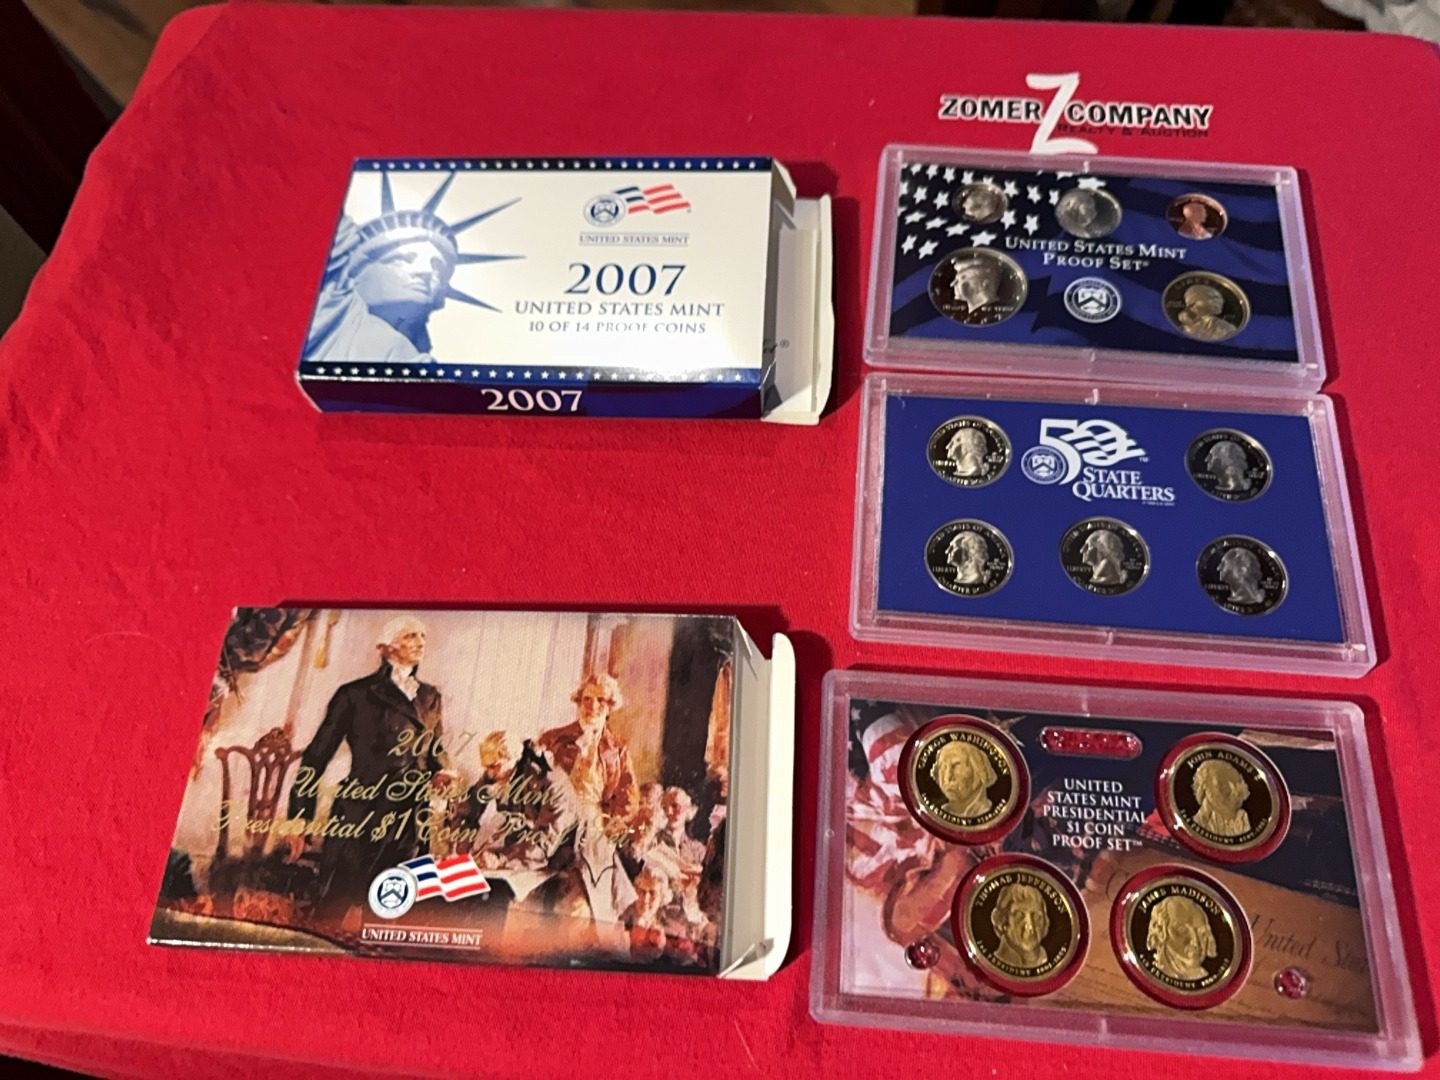 ZOMER COMPANY
REALTY & AUCTION
UNITED STATES MINT
2007
UNITED STATES MINT
10 OF 14 PROOF COINS
2007
UNITED STATES MINT
PROOF SET
50
STATE
QUARTERS
2007
United States Mint
Presidential $1 Coin Proof Set
UNITED STATES MINT
GEORGE WASHINGTON
JOHN ADAMS
UNITED
STATES MINT
PRESIDENTIAL
$1 COIN
PROOF SET™
THOMAS JEFFERSON
JAMES MADISON
United